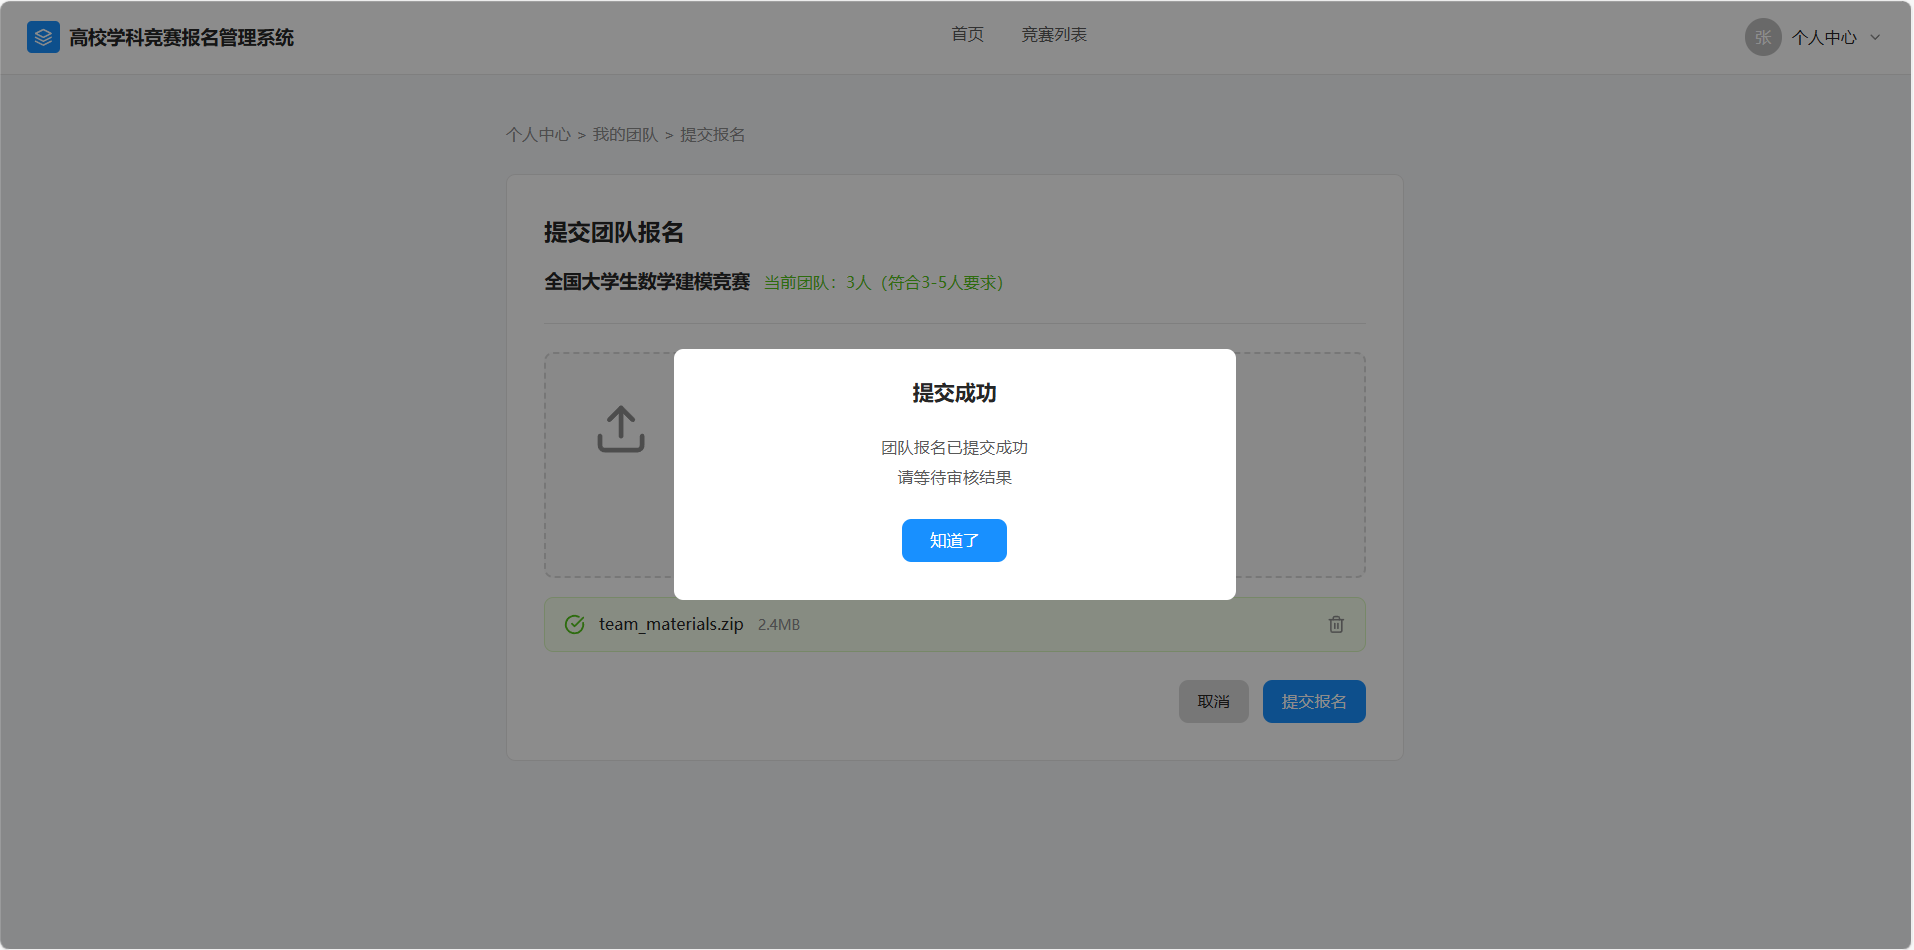 高校学科竞赛报名管理系统
首页 竞赛列表
张 个人中心
个人中心 > 我的团队 > 提交报名
提交团队报名
全国大学生数学建模竞赛 当前团队：3人（符合3-5人要求）
提交成功
团队报名已提交成功
请等待审核结果
知道了
team_materials.zip 2.4MB
取消 提交报名